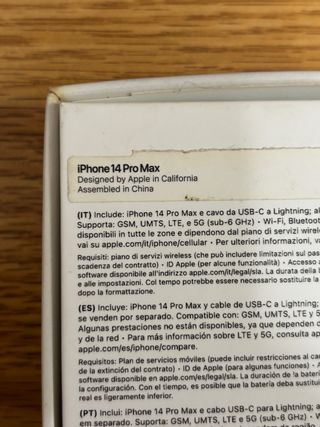 iPhone 14 Pro Max
Designed by Apple in California
Assembled in China
(IT) Include: iPhone 14 Pro Max e cavo da USB-C a Lightning; al
Supporta: GSM, UMTS, LTE, e 5G (sub-6 GHz) • Wi-Fi, Bluetoot
disponibili in tutte le zone e dipendono dal piano di servizi wirele
vai su apple.com/it/iphone/cellular • Per ulteriori informazioni, va
Requisiti: piano di servizi wireless (che può includere limitazioni sul pas
scadenza del contratto) • ID Apple (per alcune funzionalità) • Accesso a
software disponibile all'indirizzo apple.com/it/legal/sla. La durata della b
e alle impostazioni. Col tempo potrebbe essere necessario sostituire la
dopo la formattazione.
(ES) Incluye: iPhone 14 Pro Max y cable de USB-C a Lightning;
se venden por separado. Compatible con: GSM, UMTS, LTE y 5
Algunas prestaciones no están disponibles, ya que dependen d
y de la red • Para más información sobre LTE y 5G, consulta ap
apple.com/es/iphone/compare.
Requisitos: Plan de servicios móviles (puede incluir restricciones al car
de la extinción del contrato) • ID de Apple (para algunas funciones) • A
software disponible en apple.com/es/legal/sla. La duración de la batería
la configuración. Con el tiempo, es posible que la batería deba sustituir
real es ligeramente inferior.
(PT) Inclui: iPhone 14 Pro Max e cabo USB-C para Lightning; a
em separado. Suporta: GSM, UMTS, LTE e 5G (sub-6 GHz)